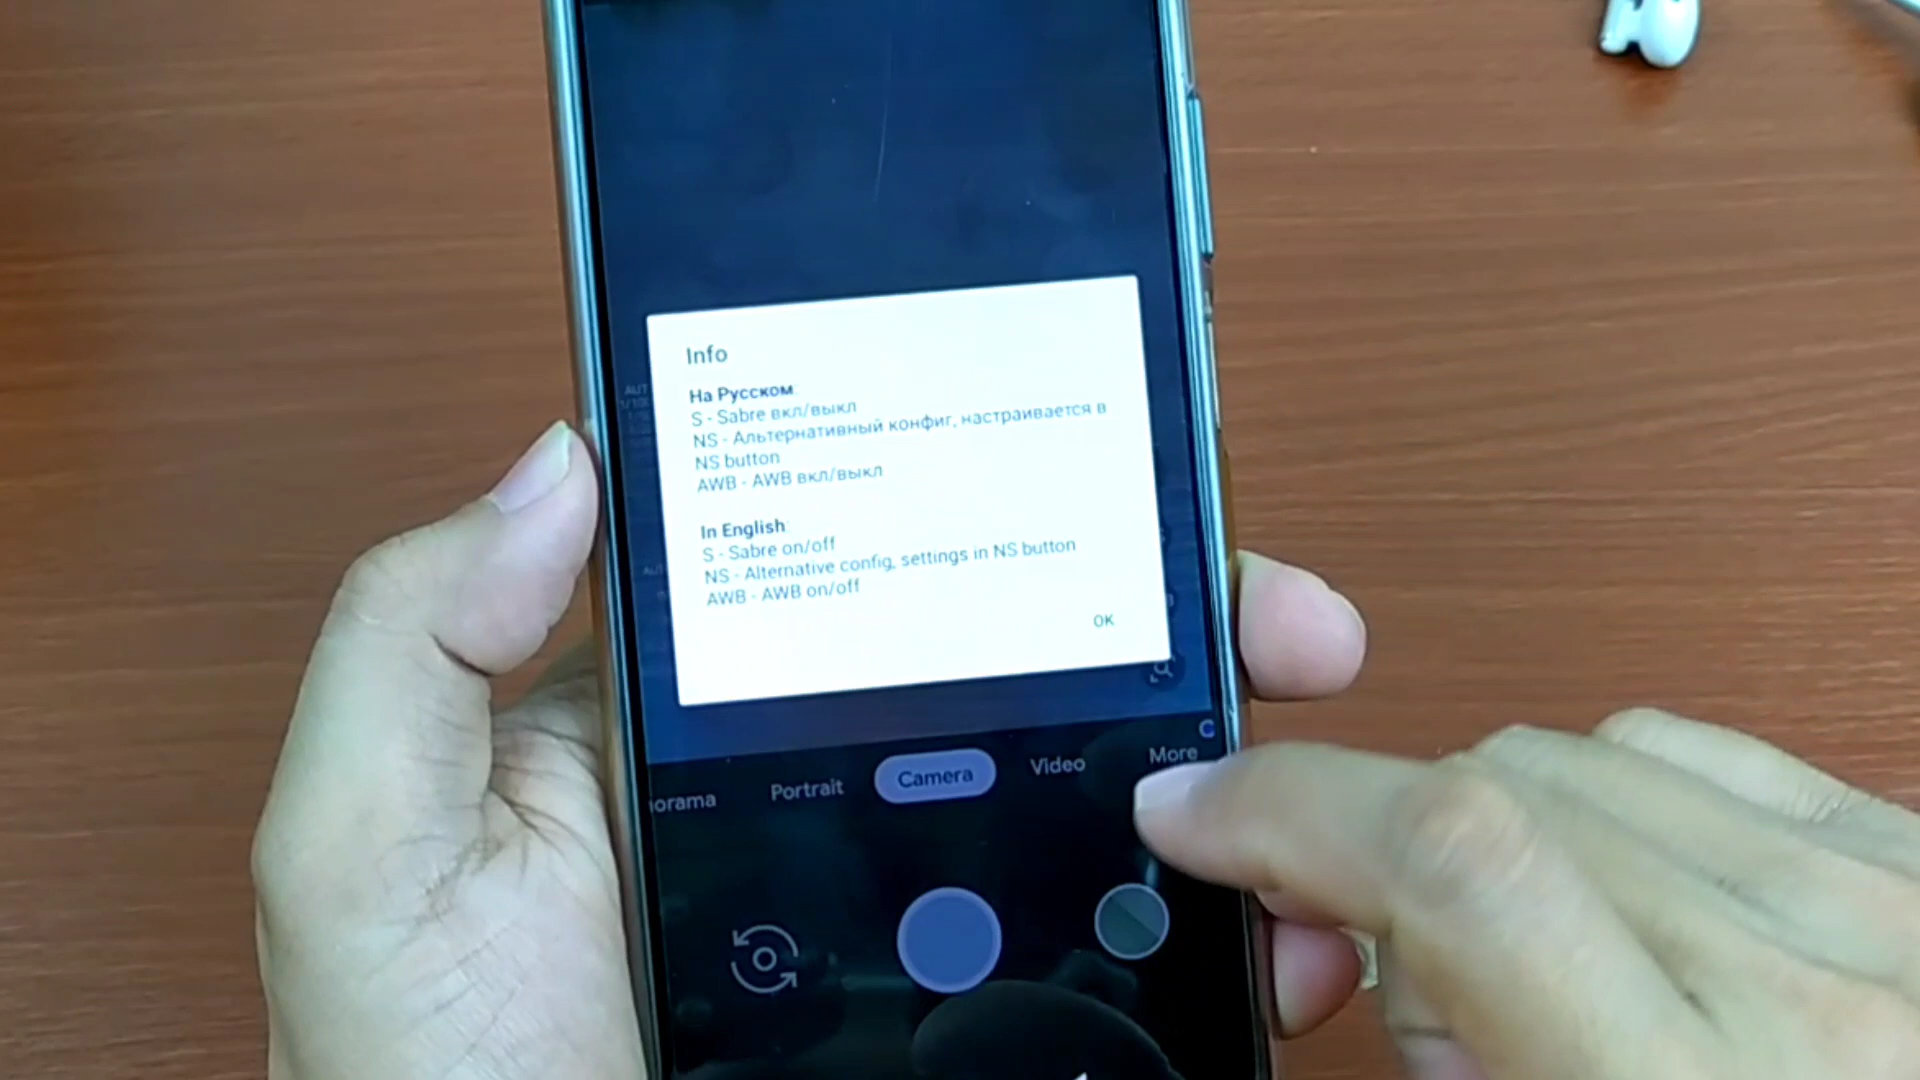 Info
На Русском
S - Sabre вкл/выкл
NS - Альтернативный конфиг, настраивается в
NS button
AWB - AWB вкл/выкл
In English:
S - Sabre on/off
NS - Alternative config, settings in NS button
AWB - AWB on/off
OK
orama Portrait Camera Video More